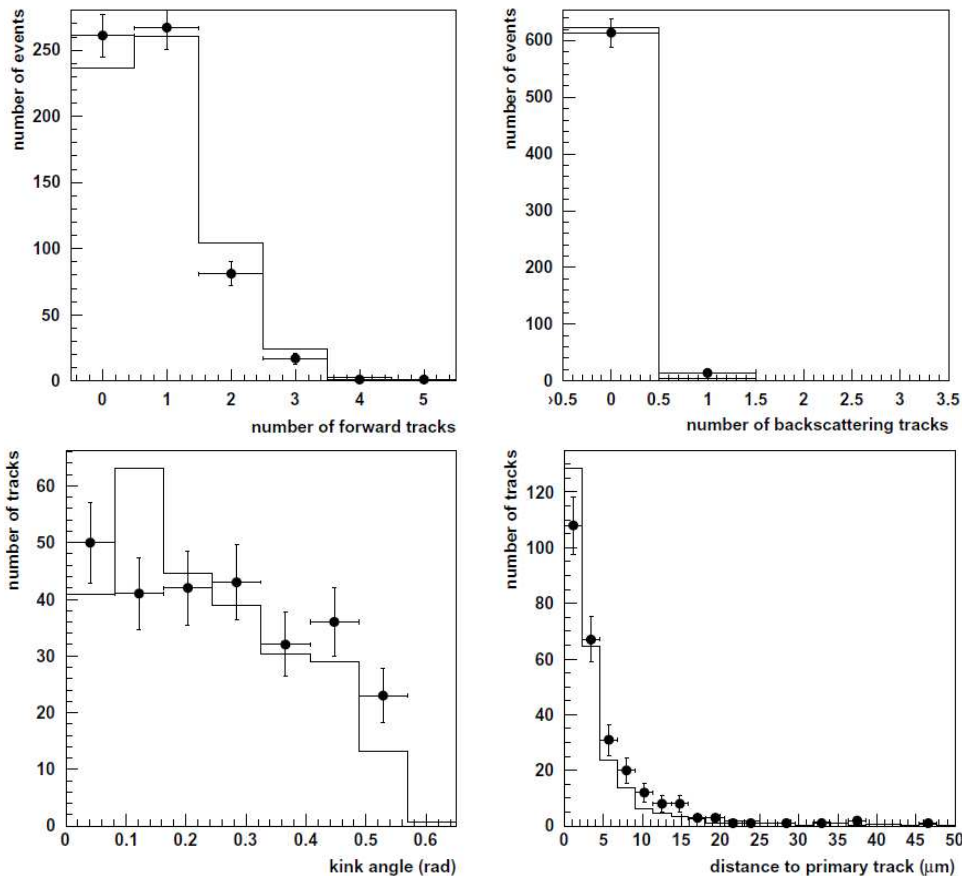 number of events
250
200
150
100
50
0
0 1 2 3 4 5
number of forward tracks
number of events
600
500
400
300
200
100
0
›0.5 0 0.5 1 1.5 2 2.5 3 3.5
number of backscattering tracks
number of tracks
60
50
40
30
20
10
0
0 0.1 0.2 0.3 0.4 0.5 0.6
kink angle (rad)
number of tracks
120
100
80
60
40
20
0
0 5 10 15 20 25 30 35 40 45 50
distance to primary track (μm)